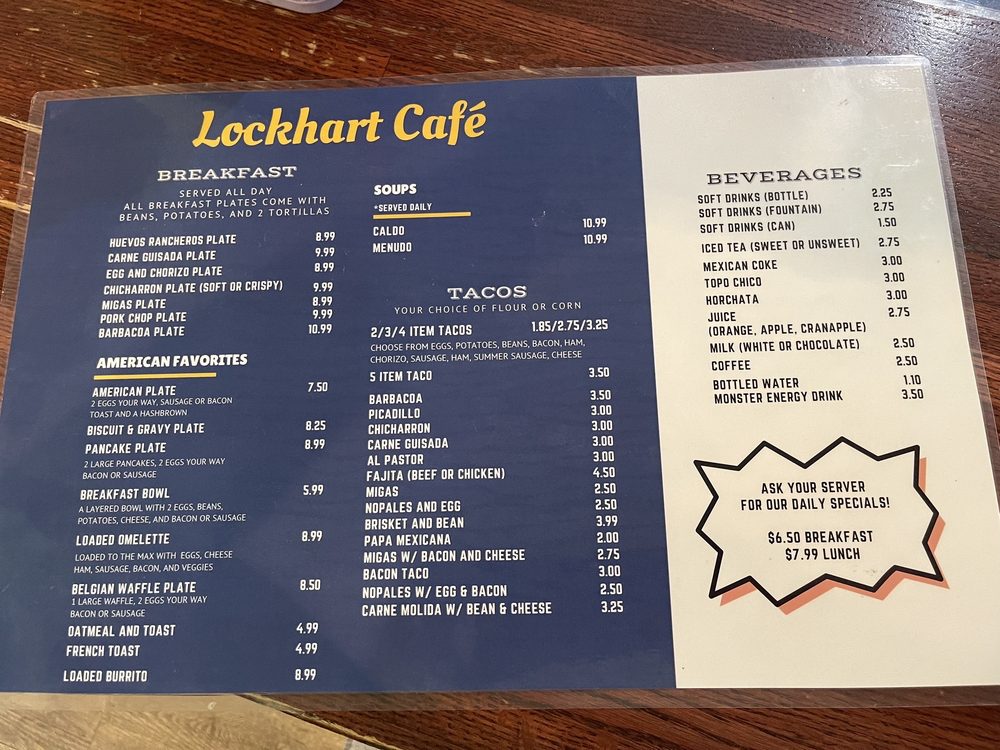 Lockhart Café
BREAKFAST
SERVED ALL DAY
ALL BREAKFAST PLATES COME WITH
BEANS, POTATOES, AND 2 TORTILLAS
HUEVOS RANCHEROS PLATE 8.99
CARNE GUISADA PLATE 9.99
EGG AND CHORIZO PLATE 8.99
CHICHARRON PLATE (SOFT OR CRISPY) 9.99
MIGAS PLATE 8.99
PORK CHOP PLATE 9.99
BARBACOA PLATE 10.99
AMERICAN FAVORITES
AMERICAN PLATE 7.50
2 EGGS YOUR WAY, SAUSAGE OR BACON
TOAST AND A HASHBROWN
BISCUIT & GRAVY PLATE 8.25
PANCAKE PLATE 8.99
2 LARGE PANCAKES, 2 EGGS YOUR WAY
BACON OR SAUSAGE
BREAKFAST BOWL 5.99
A LAYERED BOWL WITH 2 EGGS, BEANS,
POTATOES, CHEESE, AND BACON OR SAUSAGE
LOADED OMELETTE 8.99
LOADED TO THE MAX WITH EGGS, CHEESE
HAM, SAUSAGE, BACON, AND VEGGIES
BELGIAN WAFFLE PLATE 8.50
1 LARGE WAFFLE, 2 EGGS YOUR WAY
BACON OR SAUSAGE
OATMEAL AND TOAST 4.99
FRENCH TOAST 4.99
LOADED BURRITO 8.99
SOUPS
*SERVED DAILY
CALDO 10.99
MENUDO 10.99
TACOS
YOUR CHOICE OF FLOUR OR CORN
2/3/4 ITEM TACOS 1.85/2.75/3.25
CHOOSE FROM EGGS, POTATOES, BEANS, BACON, HAM,
CHORIZO, SAUSAGE, HAM, SUMMER SAUSAGE, CHEESE
5 ITEM TACO 3.50
BARBACOA 3.50
PICADILLO 3.00
CHICHARRON 3.00
CARNE GUISADA 3.00
AL PASTOR 3.00
FAJITA (BEEF OR CHICKEN) 4.50
MIGAS 2.50
NOPALES AND EGG 2.50
BRISKET AND BEAN 3.99
PAPA MEXICANA 2.00
MIGAS W/ BACON AND CHEESE 2.75
BACON TACO 3.00
NOPALES W/ EGG & BACON 2.50
CARNE MOLIDA W/ BEAN & CHEESE 3.25
BEVERAGES
SOFT DRINKS (BOTTLE) 2.25
SOFT DRINKS (FOUNTAIN) 2.75
SOFT DRINKS (CAN) 1.50
ICED TEA (SWEET OR UNSWEET) 2.75
MEXICAN COKE 3.00
TOPO CHICO 3.00
HORCHATA 3.00
JUICE 2.75
(ORANGE, APPLE, CRANAPPLE)
MILK (WHITE OR CHOCOLATE) 2.50
COFFEE 2.50
BOTTLED WATER 1.10
MONSTER ENERGY DRINK 3.50
ASK YOUR SERVER
FOR OUR DAILY SPECIALS!
$6.50 BREAKFAST
$7.99 LUNCH